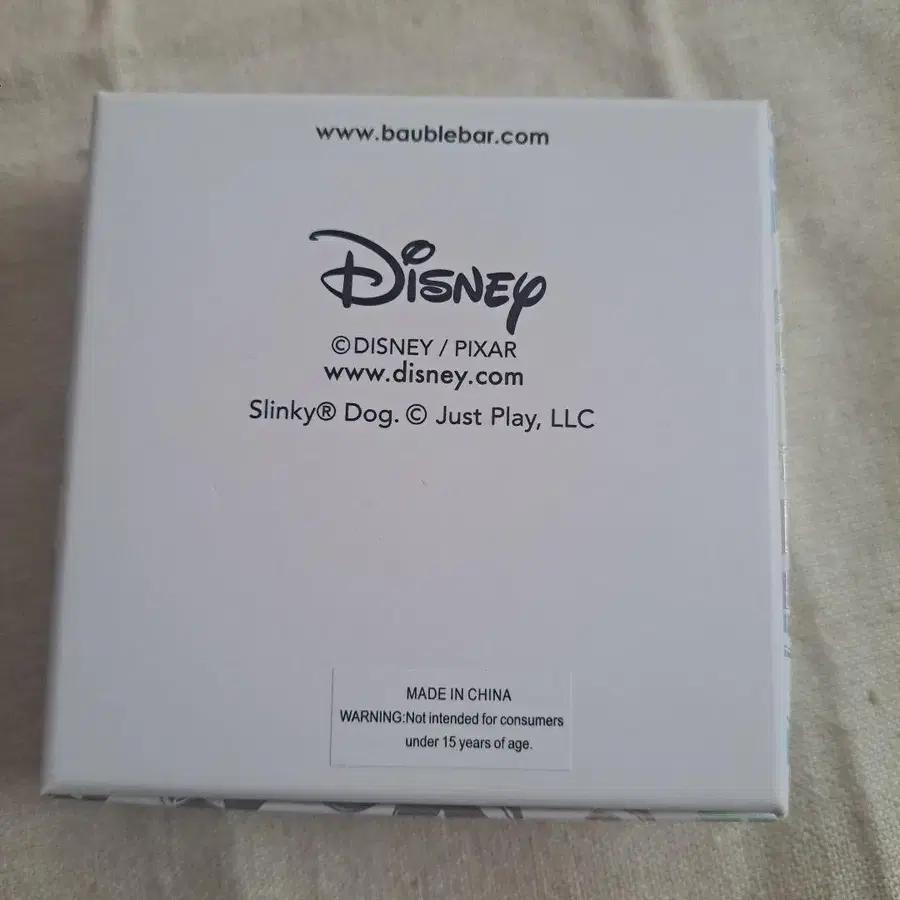 www.baublebar.com
Disney
©DISNEY / PIXAR
www.disney.com
Slinky® Dog. © Just Play, LLC
MADE IN CHINA
WARNING:Not intended for consumers
under 15 years of age.